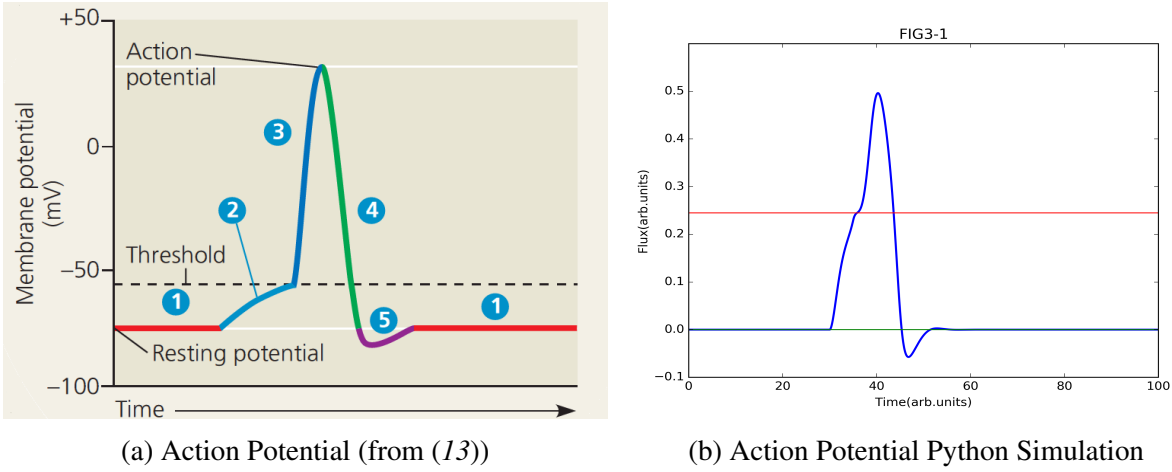 +50
Action
potential
3
0
Membrane potential
(mV)
2
4
Threshold
−50
1
5
1
Resting potential
−100
Time
(a) Action Potential (from (13))
FIG3-1
0.5
0.4
0.3
0.2
0.1
0.0
−0.1
Flux(arb.units)
0
20
40
60
80
100
Time(arb.units)
(b) Action Potential Python Simulation